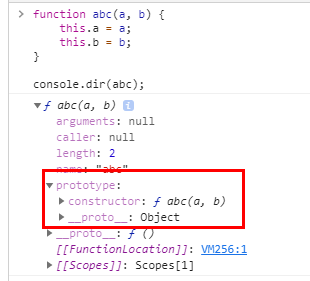 > function abc(a, b) {
this.a = a;
this.b = b;
}
console.dir(abc);
▼ ƒ abc(a, b) i
arguments: null
caller: null
length: 2
name: "abc"
▼ prototype:
▶ constructor: ƒ abc(a, b)
▶ __proto__: Object
▶ __proto__: ƒ ()
[[FunctionLocation]]: VM256:1
▶ [[Scopes]]: Scopes[1]